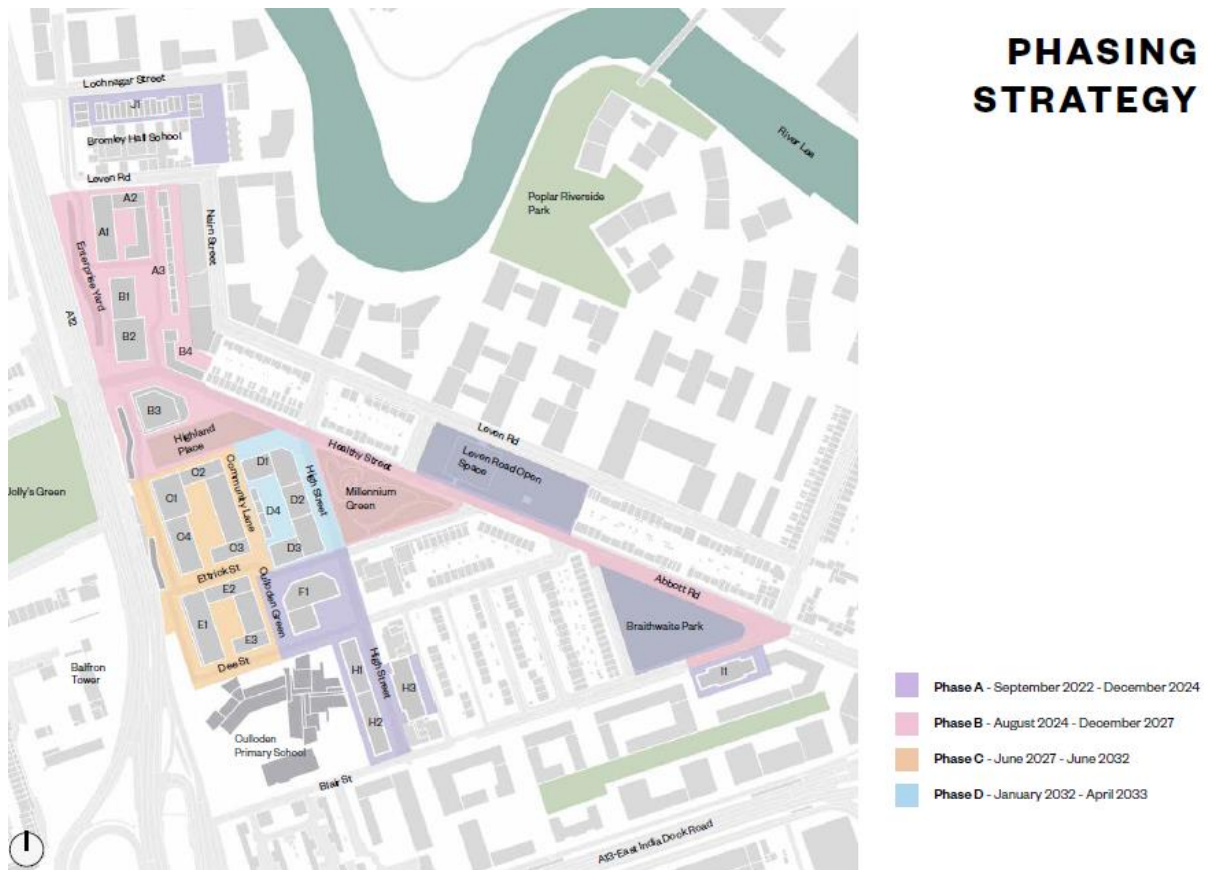 PHASING
STRATEGY
Lochnagar Street
J1
Bromley Hall School
Leven Rd
A2
A1
Nairn Street
Enterprise Yard
A3
A12
B1
B2
B4
B3
River Lea
Poplar Riverside
Park
Highland
Place
Healthy Street
Leven Rd
Leven Road Open
Space
Jolly's Green
C2
C1
Community Lane
D1
High Street
D2
Millennium
Green
D4
C4
C3
D3
Ettrick St
Culloden Green
E2
F1
E1
E3
Dee St
Abbott Rd
Braithwaite Park
Balfron
Tower
H1
High Street
H3
H2
I1
Culloden
Primary School
Blair St
A13-East India Dock Road
Phase A - September 2022 - December 2024
Phase B - August 2024 - December 2027
Phase C - June 2027 - June 2032
Phase D - January 2032 - April 2033